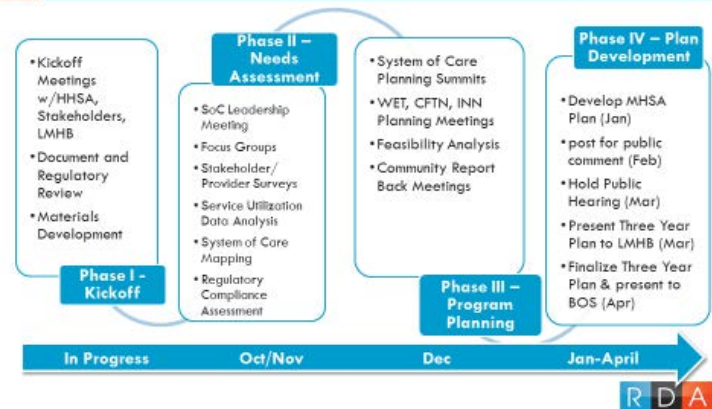 • Kickoff
Meetings
w/HHSA,
Stakeholders,
LMHB
• Document and
Regulatory
Review
• Materials
Development
Phase I -
Kickoff
Phase II –
Needs
Assessment
• SoC Leadership
Meeting
• Focus Groups
• Stakeholder/
Provider Surveys
• Service Utilization
Data Analysis
• System of Care
Mapping
• Regulatory
Compliance
Assessment
• System of Care
Planning Summits
• WET, CFTN, INN
Planning Meetings
• Feasibility Analysis
• Community Report
Back Meetings
Phase III –
Program
Planning
Phase IV – Plan
Development
• Develop MHSA
Plan (Jan)
• post for public
comment (Feb)
• Hold Public
Hearing (Mar)
• Present Three Year
Plan to LMHB (Mar)
• Finalize Three Year
Plan & present to
BOS (Apr)
In Progress
Oct/Nov
Dec
Jan-April
R D A